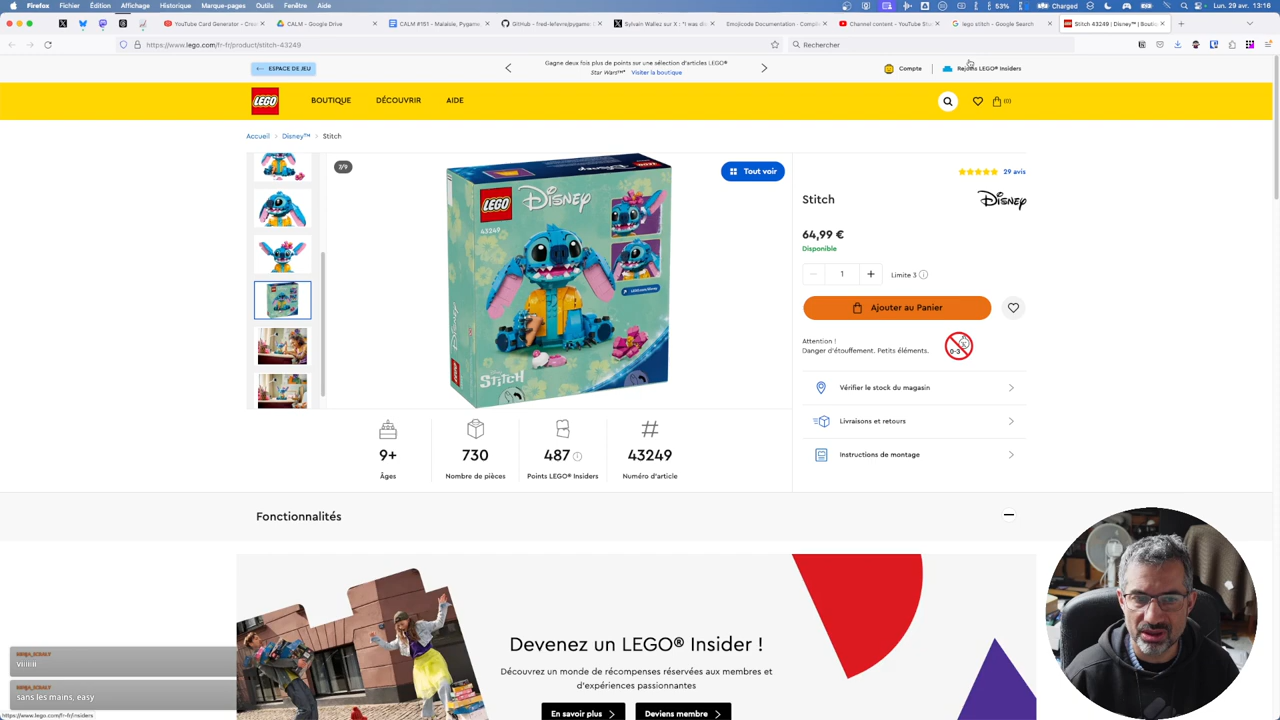 Firefox Fichier Édition Affichage Historique Marque-pages Outils Fenêtre Aide
53% Charged Lun. 29 avr. 13:16
YouTube Card Generator – Cr
CALM – Google Drive
CALM #151 - Malaisie, Pygame
GitHub - fred-lefevre/pygame
Sylvain Wallez sur X : "I was di
Emojicode Documentation – Comp
Channel content – YouTube Stu
lego stitch – Google Search
Stitch 43249 | Disney™ | Bouti
https://www.lego.com/fr-fr/product/stitch-43249
Rechercher
ESPACE DE JEU
Gagne deux fois plus de points sur une sélection d'articles LEGO®
Star Wars™* Visiter la boutique
Compte
Rejoins LEGO® Insiders
LEGO
BOUTIQUE DÉCOUVRIR AIDE
(0)
Accueil > Disney™ > Stitch
7/9
Tout voir
LEGO Disney
43249
LEGO.com/Disney
LEGO
Stitch
29 avis
Stitch
Disney
64,99 €
Disponible
− 1 + Limite 3
Ajouter au Panier
Attention !
Danger d'étouffement. Petits éléments.
0-3
Vérifier le stock du magasin
Livraisons et retours
Instructions de montage
9+ 730 487 43249
Âges Nombre de pièces Points LEGO® Insiders Numéro d'article
Fonctionnalités
Devenez un LEGO® Insider !
Découvrez un monde de récompenses réservées aux membres et
d'expériences passionnantes
En savoir plus Deviens membre
viiiiiii
sans les mains, easy
https://www.lego.com/fr-fr/insiders